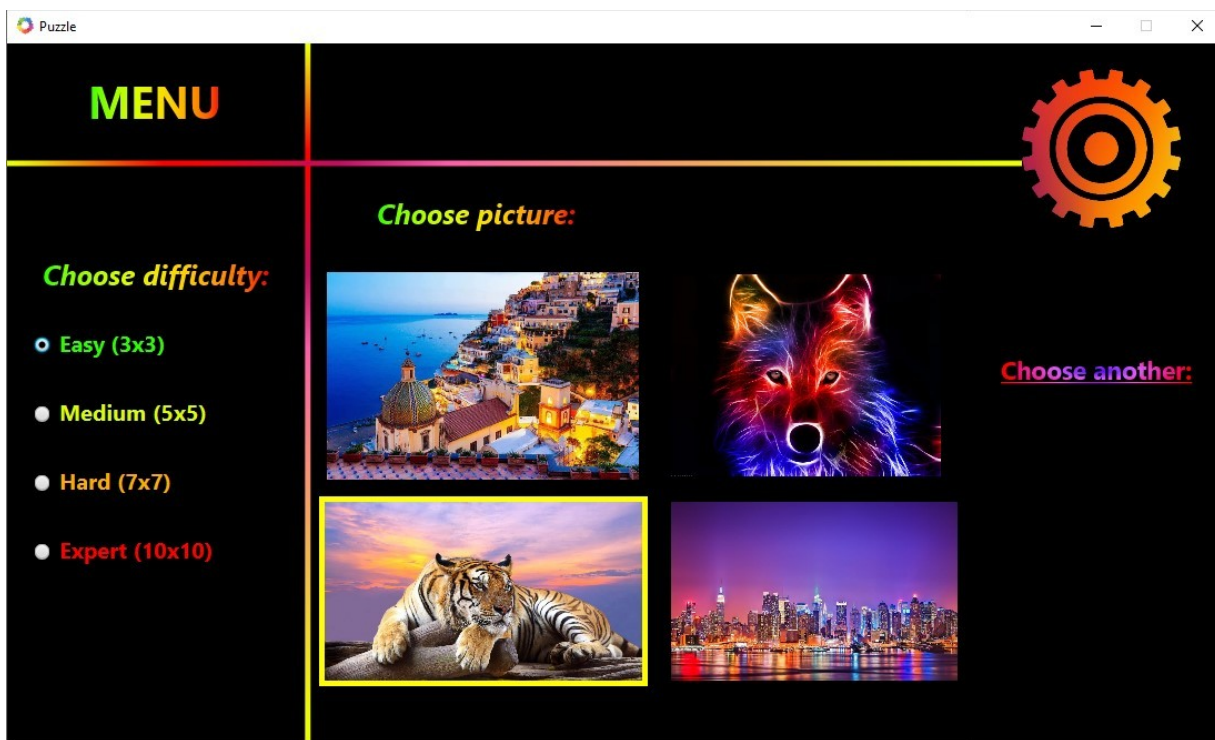 Puzzle
MENU
Choose picture:
Choose difficulty:
Easy (3x3)
Medium (5x5)
Hard (7x7)
Expert (10x10)
Choose another: